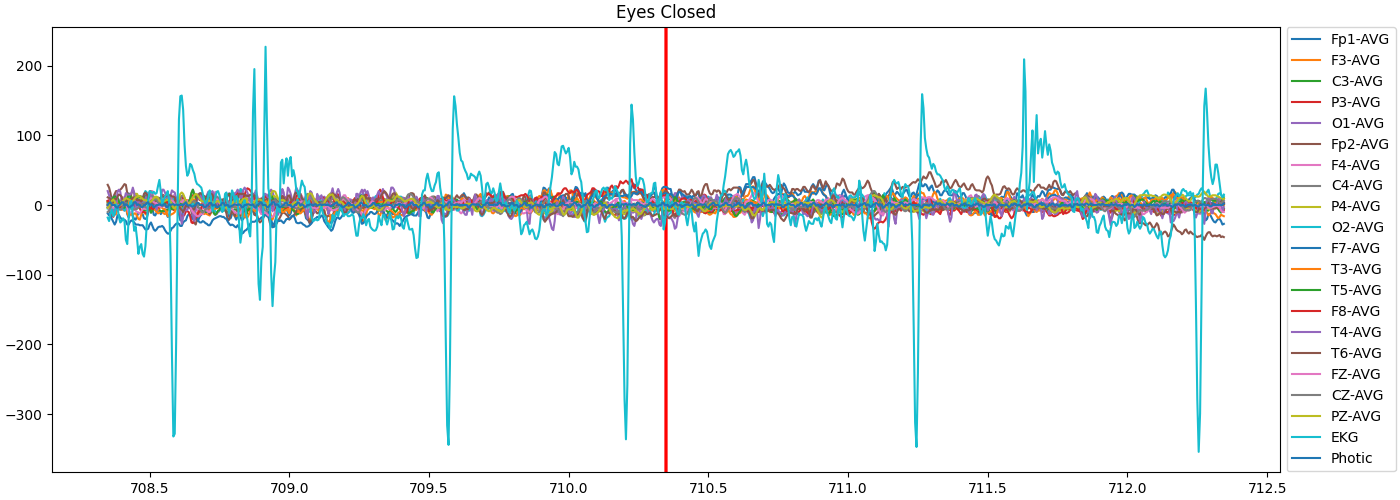 Eyes Closed
200
100
0
−100
−200
−300
708.5 709.0 709.5 710.0 710.5 711.0 711.5 712.0 712.5
Fp1-AVG
F3-AVG
C3-AVG
P3-AVG
O1-AVG
Fp2-AVG
F4-AVG
C4-AVG
P4-AVG
O2-AVG
F7-AVG
T3-AVG
T5-AVG
F8-AVG
T4-AVG
T6-AVG
FZ-AVG
CZ-AVG
PZ-AVG
EKG
Photic